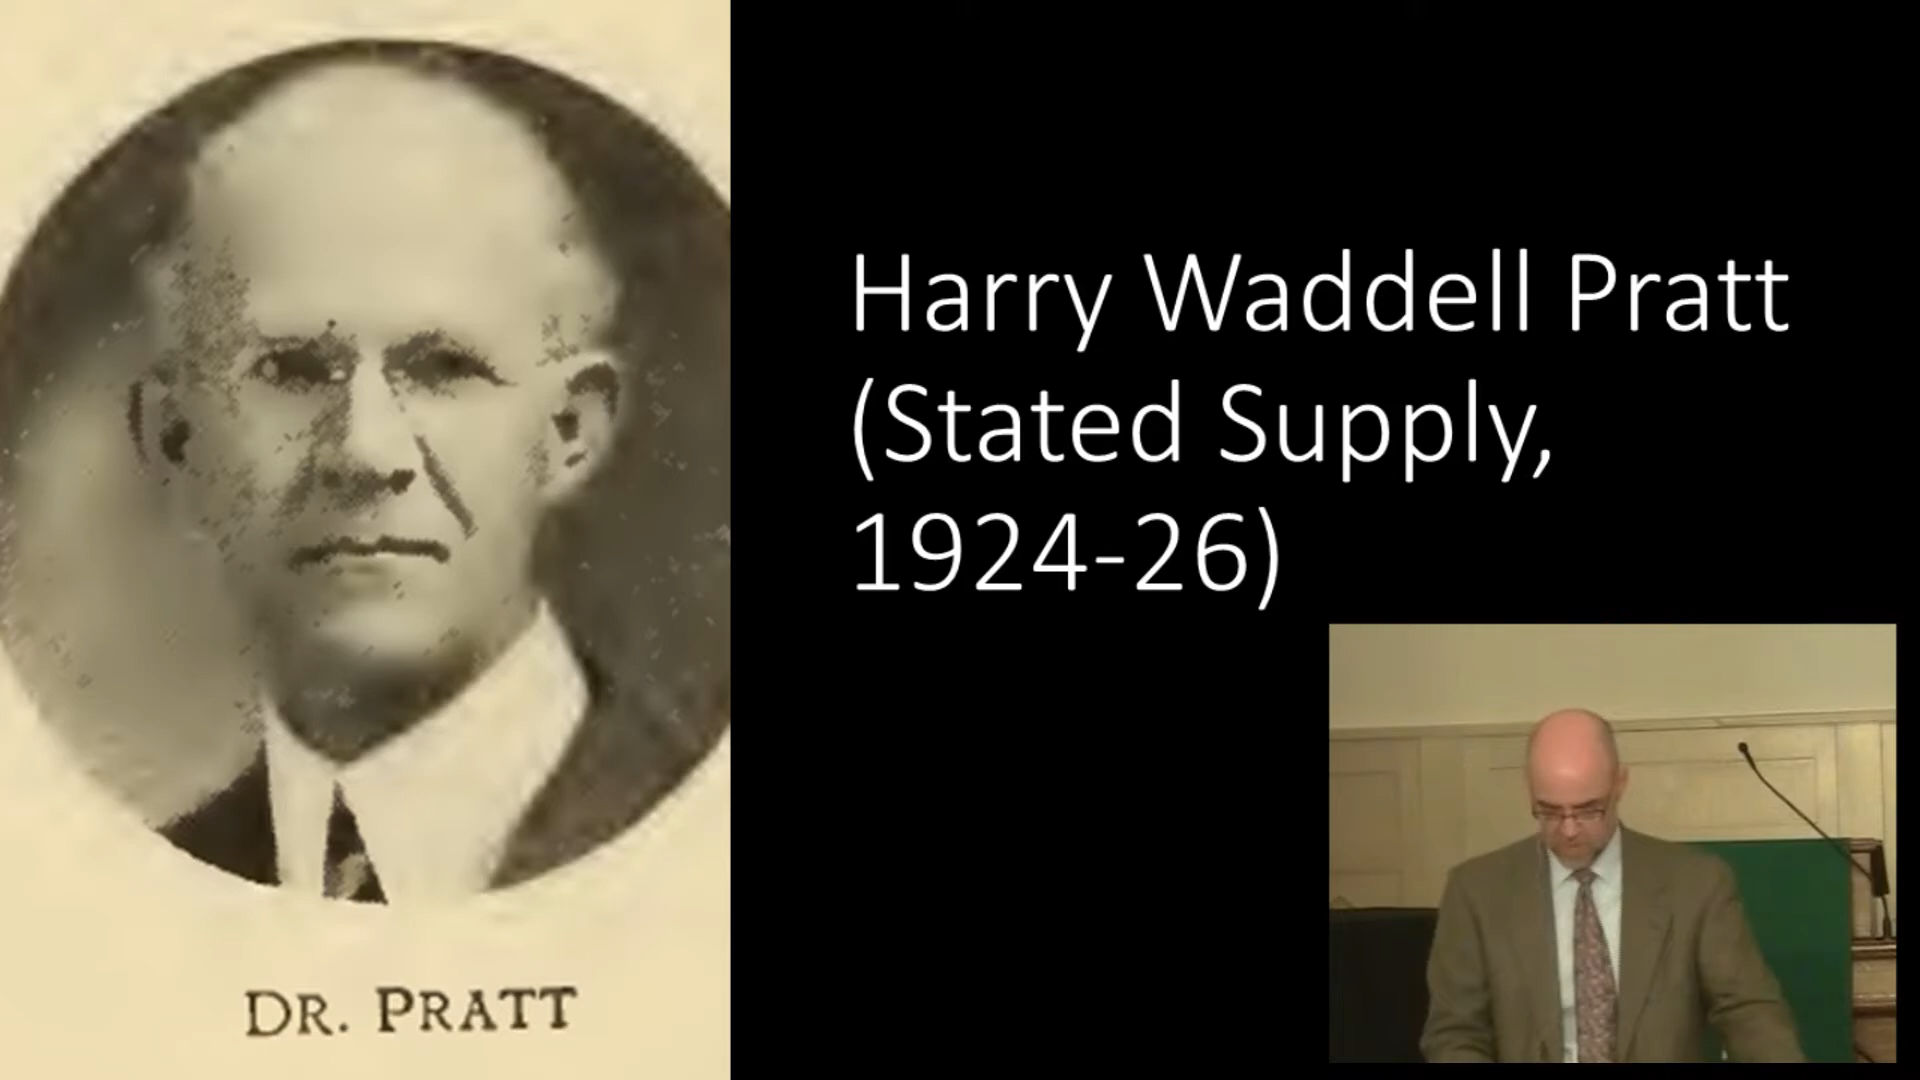 Harry Waddell Pratt
(Stated Supply,
1924-26)
DR. PRATT